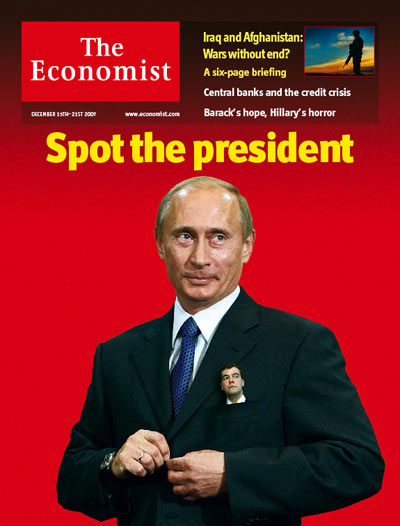 The
Economist
Iraq and Afghanistan:
Wars without end?
A six-page briefing
Central banks and the credit crisis
Barack's hope, Hillary's horror
DECEMBER 15TH–21ST 2007
www.economist.com
Spot the president